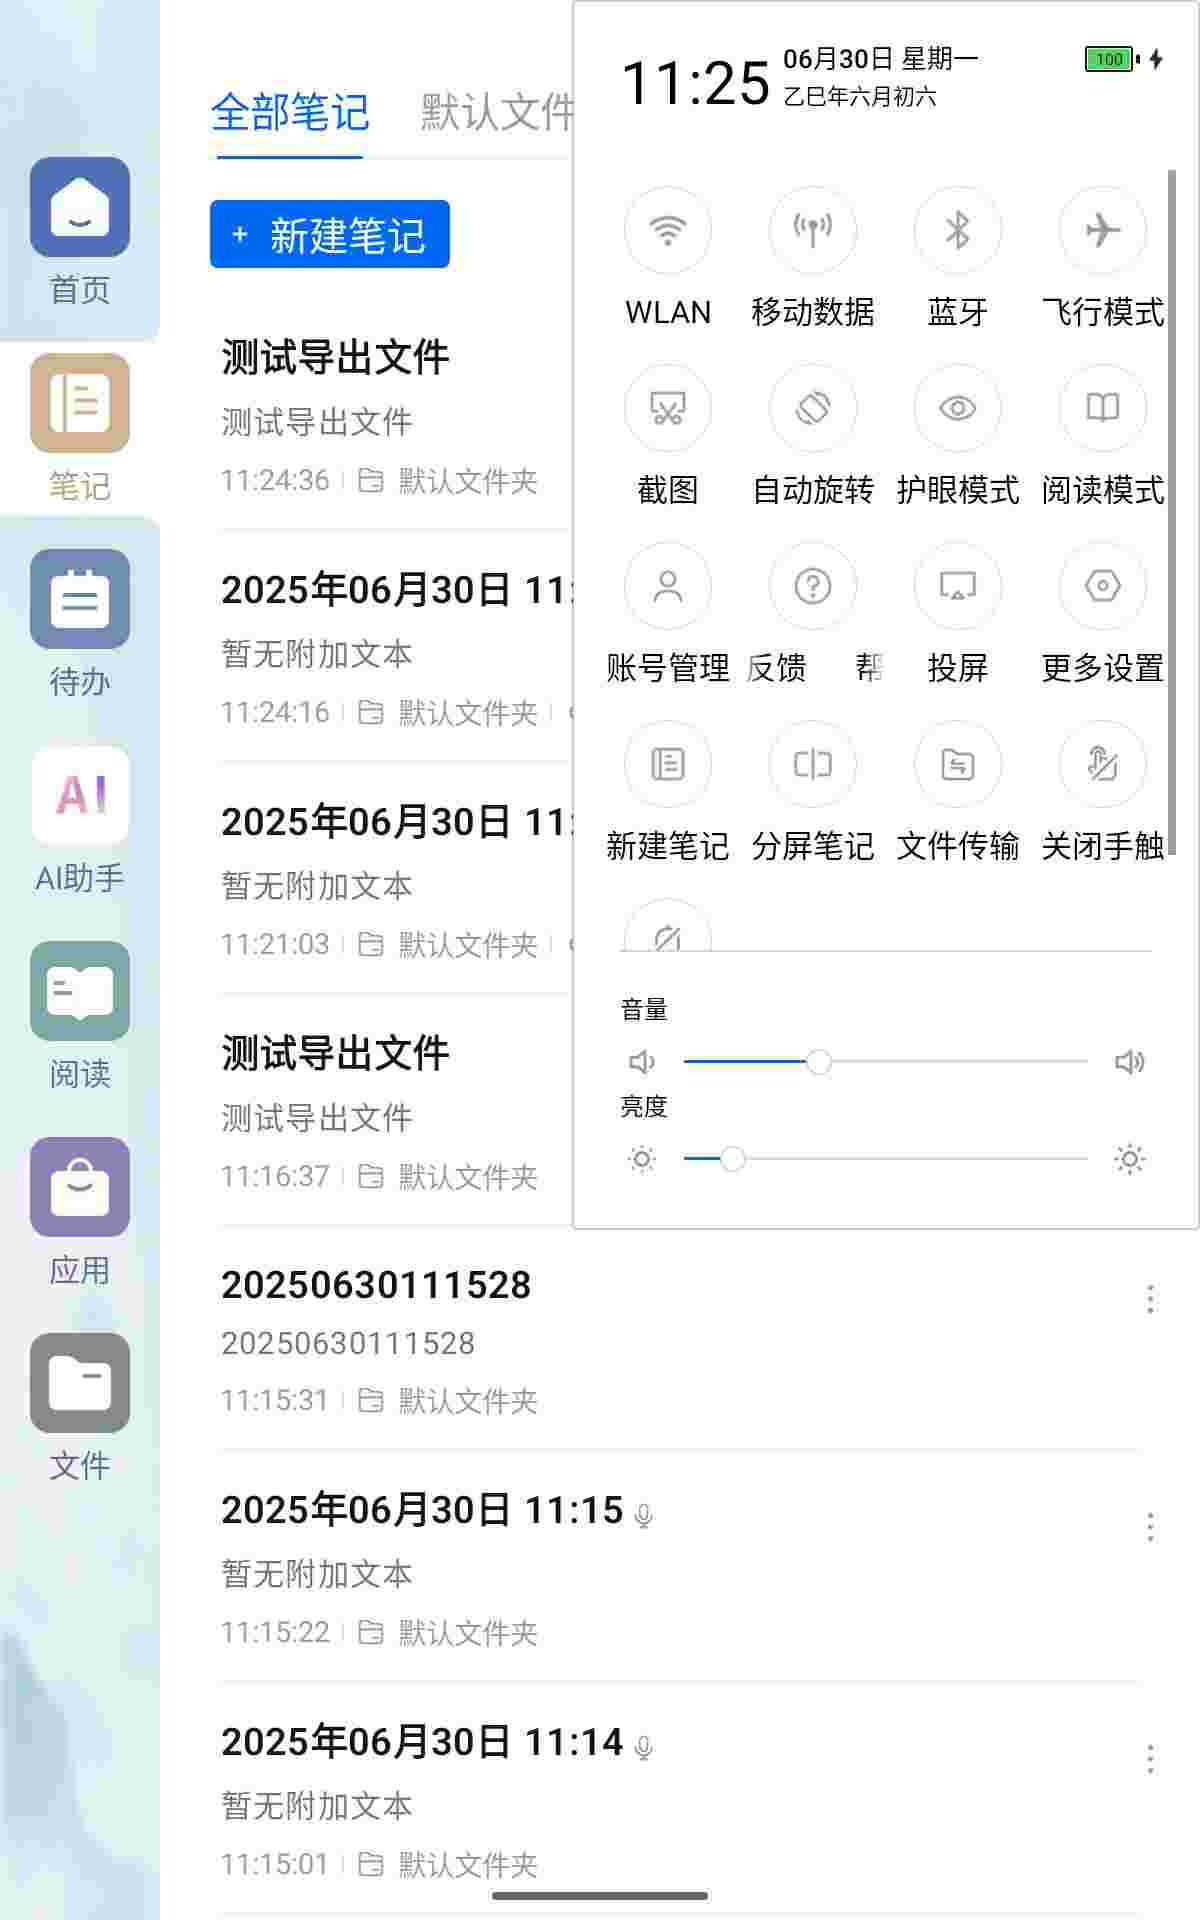 首页
笔记
待办
AI
AI助手
阅读
应用
文件
全部笔记 默认文件
+ 新建笔记
测试导出文件
测试导出文件
11:24:36 默认文件夹
2025年06月30日 11:
暂无附加文本
11:24:16 默认文件夹
2025年06月30日 11:
暂无附加文本
11:21:03 默认文件夹
测试导出文件
测试导出文件
11:16:37 默认文件夹
20250630111528
20250630111528
11:15:31 默认文件夹
2025年06月30日 11:15
暂无附加文本
11:15:22 默认文件夹
2025年06月30日 11:14
暂无附加文本
11:15:01 默认文件夹
11:25
06月30日 星期一
乙巳年六月初六
100
WLAN 移动数据 蓝牙 飞行模式
截图 自动旋转 护眼模式 阅读模式
账号管理 反馈 投屏 更多设置
新建笔记 分屏笔记 文件传输 关闭手触
音量
亮度